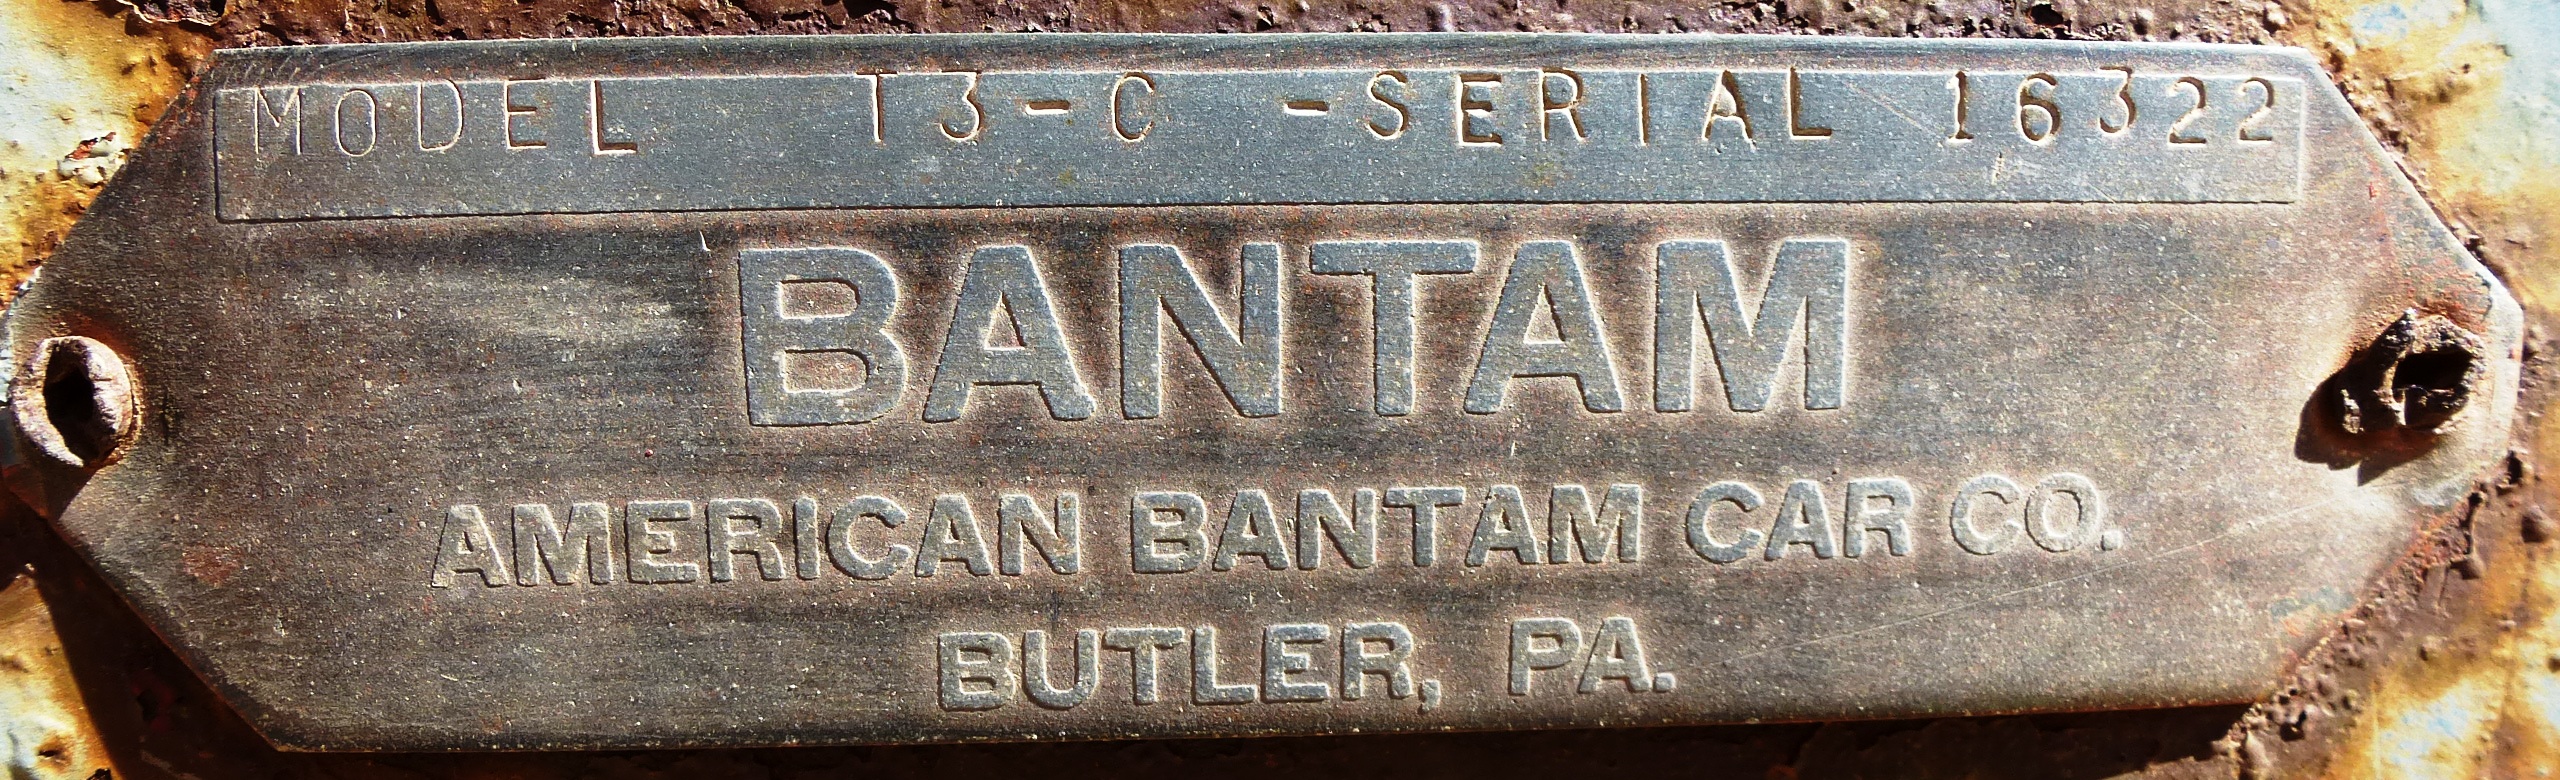 MODEL T3-C -SERIAL 16322
BANTAM
AMERICAN BANTAM CAR CO.
BUTLER, PA.